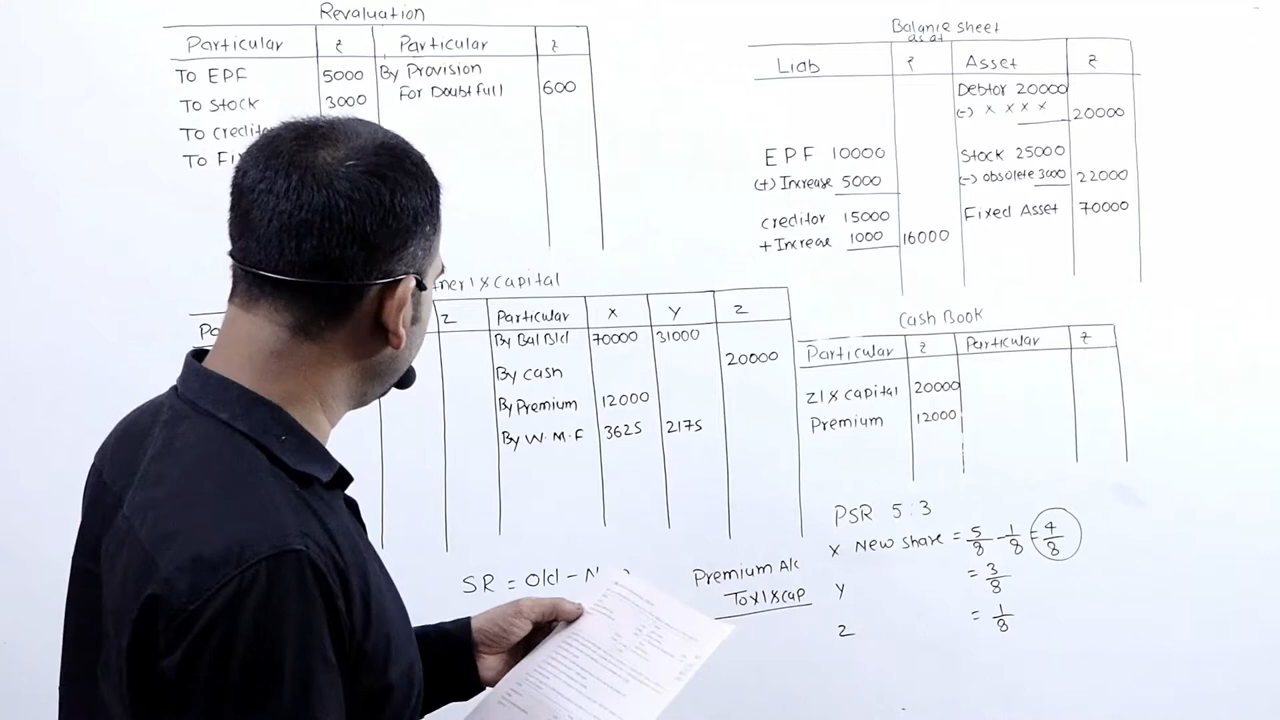 Revaluation
Particular ₹ Particular ₹
To EPF 5000 By Provision
For Doubtfull 600
To Stock 3000
To Credito
To Fi
Balance sheet
as at
Liab ₹ Asset ₹
Debtor 20000
(-) x x x x 20000
EPF 10000 Stock 25000
(+) Increase 5000 (-) obsolete 3000 22000
creditor 15000 Fixed Asset 70000
+ Increase 1000 16000
capital
Z Particular X Y Z
By Bal Bld 70000 31000
20000
By cash
By Premium 12000
By W.M.F 3625 2175
Cash Book
Particular ₹ Particular ₹
Z1x capital 20000
Premium 12000
PSR 5:3
X New share = 5/8 - 1/8 = 4/8
Y = 3/8
Z = 1/8
SR = Old -
Premium A/c
To x1x cap